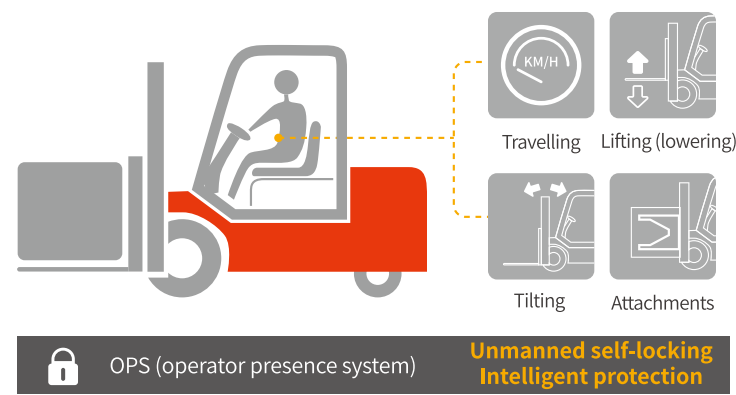 KM/H
Travelling
Lifting (lowering)
Tilting
Attachments
OPS (operator presence system)
Unmanned self-locking
Intelligent protection